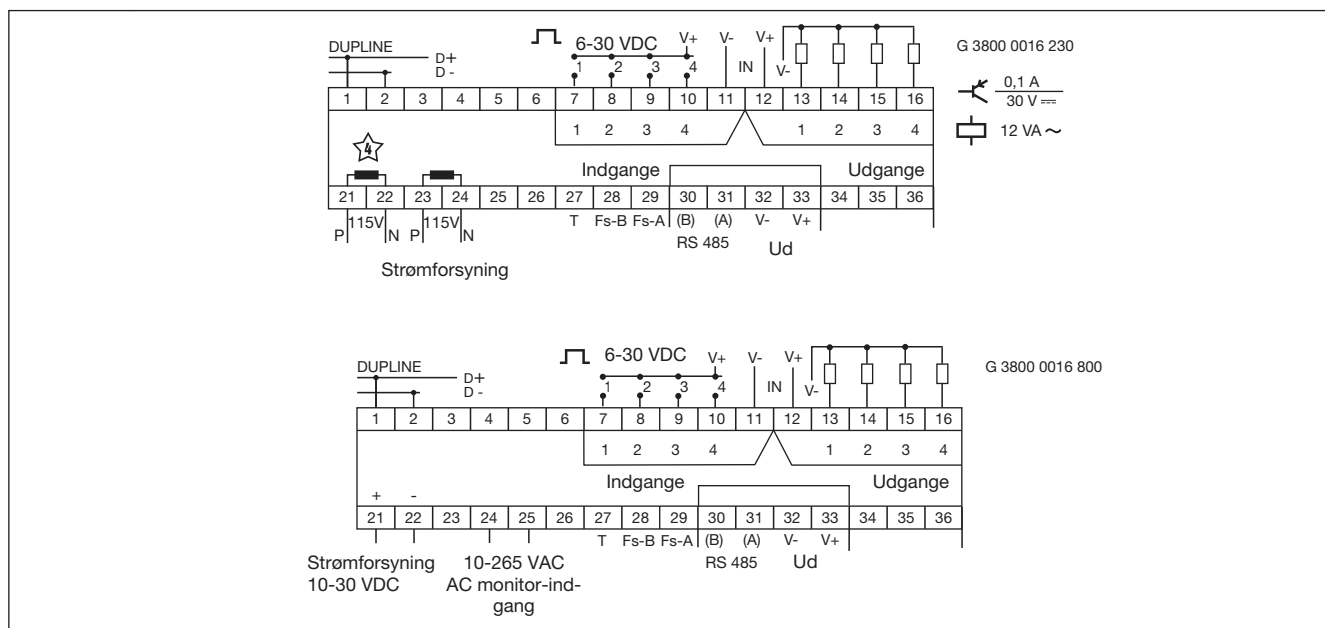 6-30 VDC V+ V- IN V+
DUPLINE
D+
D -
1 2 3 4
V-
G 3800 0016 230
1 2 3 4 5 6 7 8 9 10 11 12 13 14 15 16
0,1 A
30 V
1 2 3 4 1 2 3 4
12 VA ~
4
Indgange Udgange
21 22 23 24 25 26 27 28 29 30 31 32 33 34 35 36
P 115V N P 115V N
T Fs-B Fs-A (B) (A) V- V+
RS 485 Ud
Strømforsyning
6-30 VDC V+ V- IN V+
DUPLINE
D+
D -
1 2 3 4
V-
G 3800 0016 800
1 2 3 4 5 6 7 8 9 10 11 12 13 14 15 16
1 2 3 4 1 2 3 4
Indgange Udgange
+ -
21 22 23 24 25 26 27 28 29 30 31 32 33 34 35 36
T Fs-B Fs-A (B) (A) V- V+
RS 485 Ud
Strømforsyning
10-30 VDC
10-265 VAC
AC monitor-ind-
gang